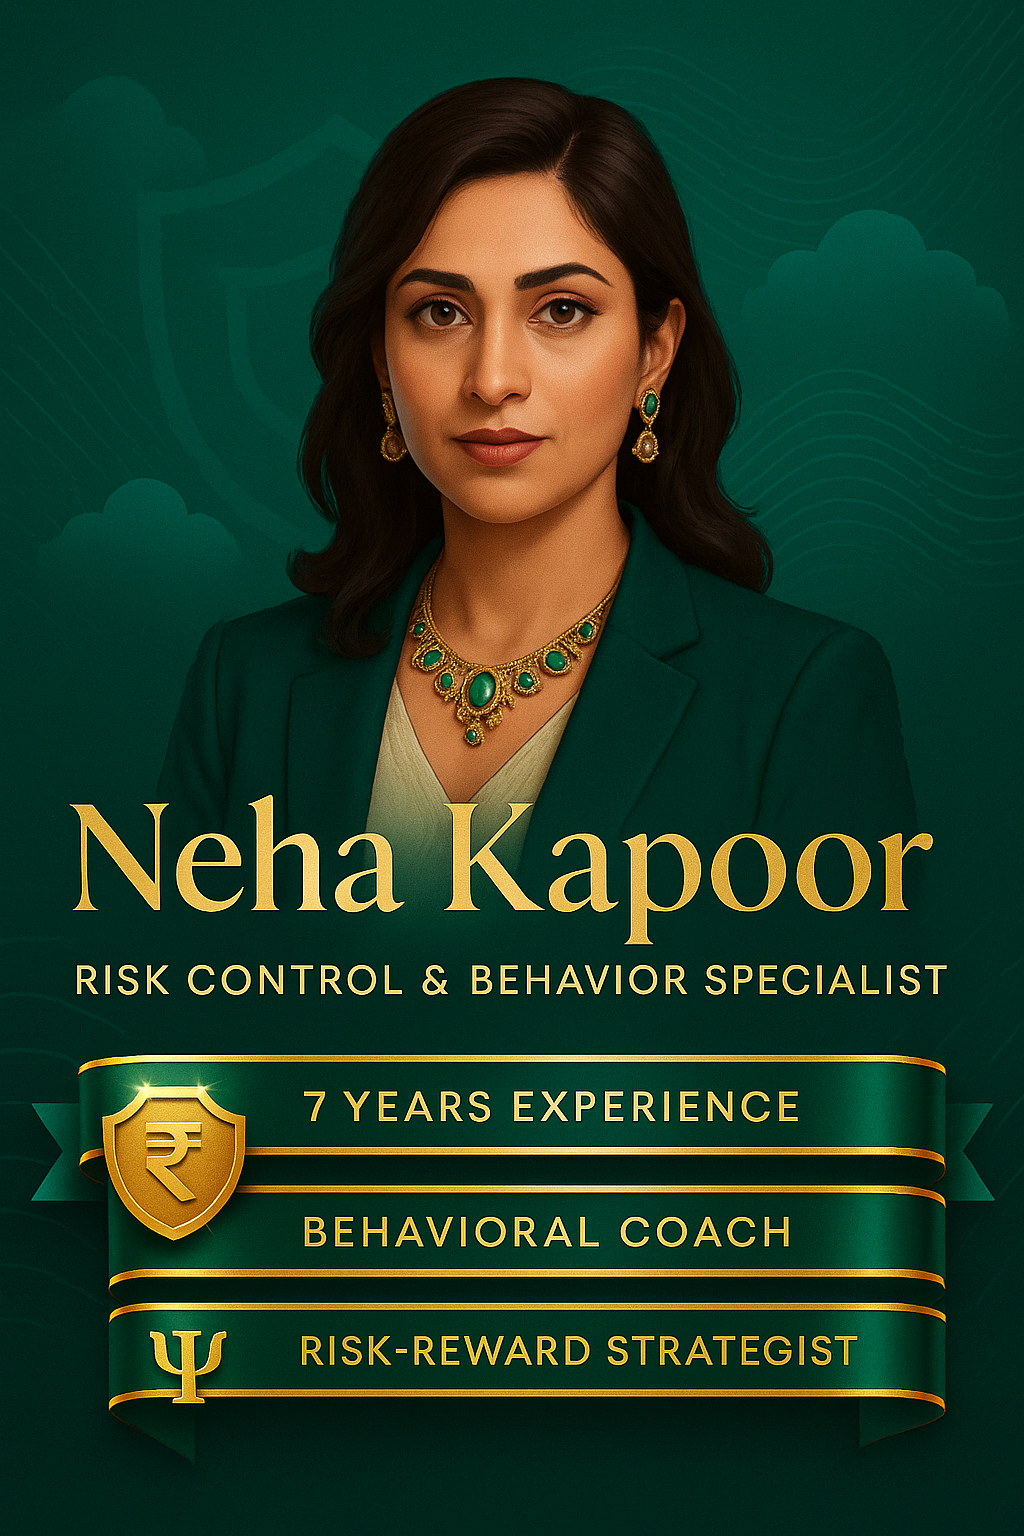 Neha Kapoor
RISK CONTROL & BEHAVIOR SPECIALIST
7 YEARS EXPERIENCE
₹
BEHAVIORAL COACH
Ψ
RISK-REWARD STRATEGIST